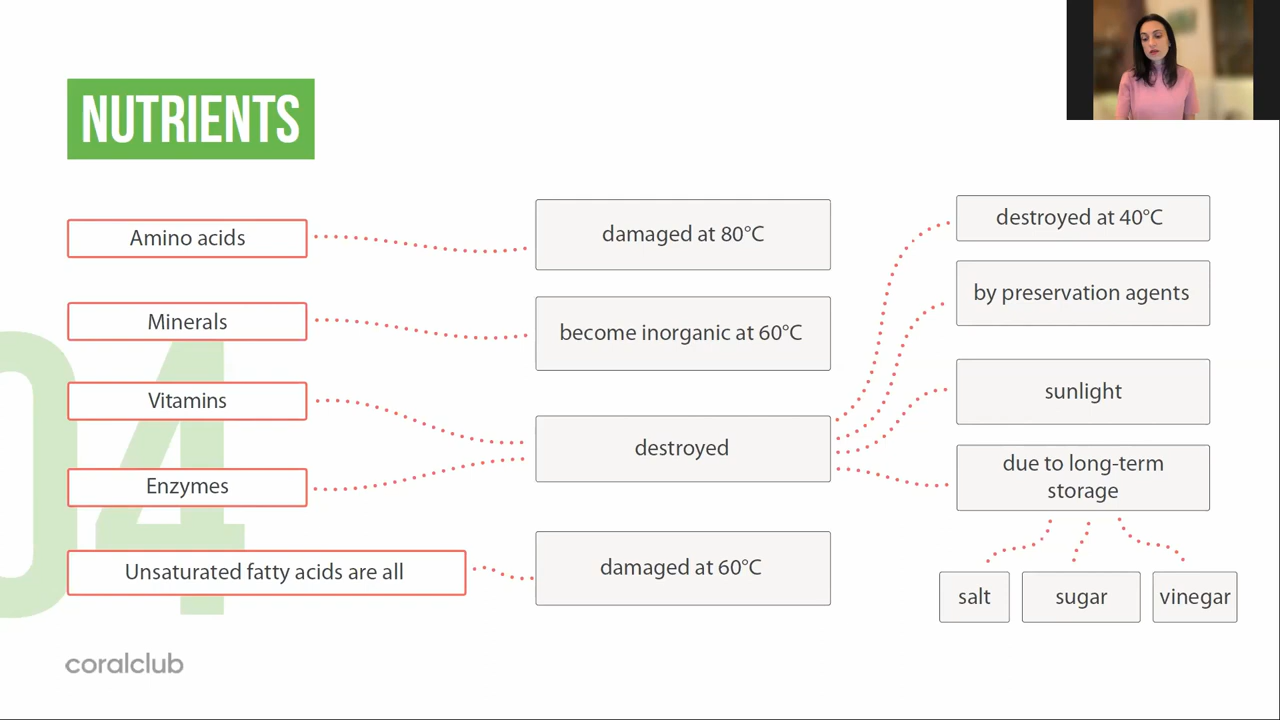 NUTRIENTS
Amino acids
damaged at 80°C
Minerals
become inorganic at 60°C
Vitamins
Enzymes
destroyed
destroyed at 40°C
by preservation agents
sunlight
due to long-term
storage
salt
sugar
vinegar
Unsaturated fatty acids are all
damaged at 60°C
04
coralclub